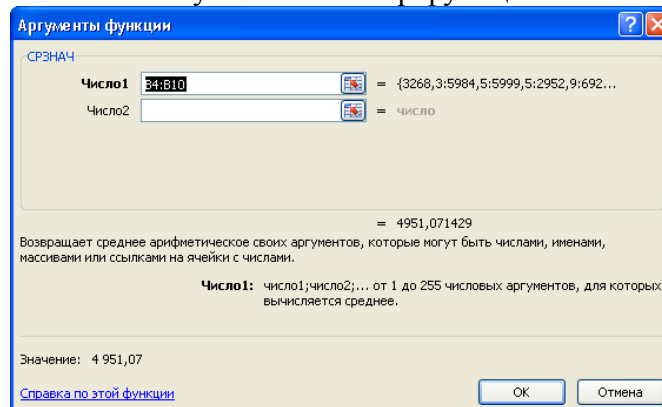 Аргументы функции
СРЗНАЧ
Число1 B4:B10 = {3268,3:5984,5:5999,5:2952,9:692...
Число2 = число
= 4951,071429
Возвращает среднее арифметическое своих аргументов, которые могут быть числами, именами,
массивами или ссылками на ячейки с числами.
Число1: число1;число2;... от 1 до 255 числовых аргументов, для которых
вычисляется среднее.
Значение: 4 951,07
Справка по этой функции
OK Отмена